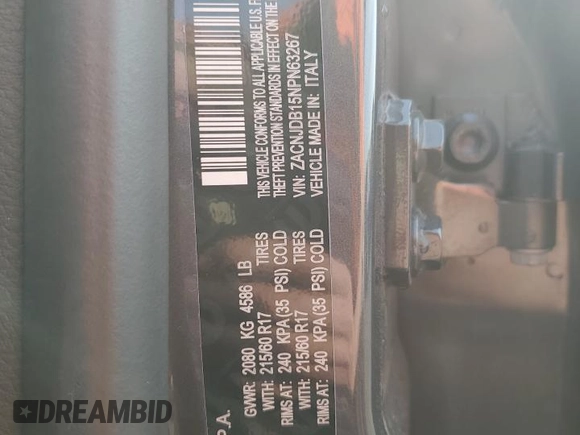 P.A.
GVWR: 2080 KG 4586 LB
WITH: 215/60 R17 TIRES
RIMS AT: 240 KPA(35 PSI) COLD
WITH: 215/60 R17 TIRES
RIMS AT: 240 KPA(35 PSI) COLD
THIS VEHICLE CONFORMS TO ALL APPLICABLE U.S. F
THEFT PREVENTION STANDARDS IN EFFECT ON THE
VIN: ZACNJDB15NPN63267
VEHICLE MADE IN: ITALY
DREAMBID